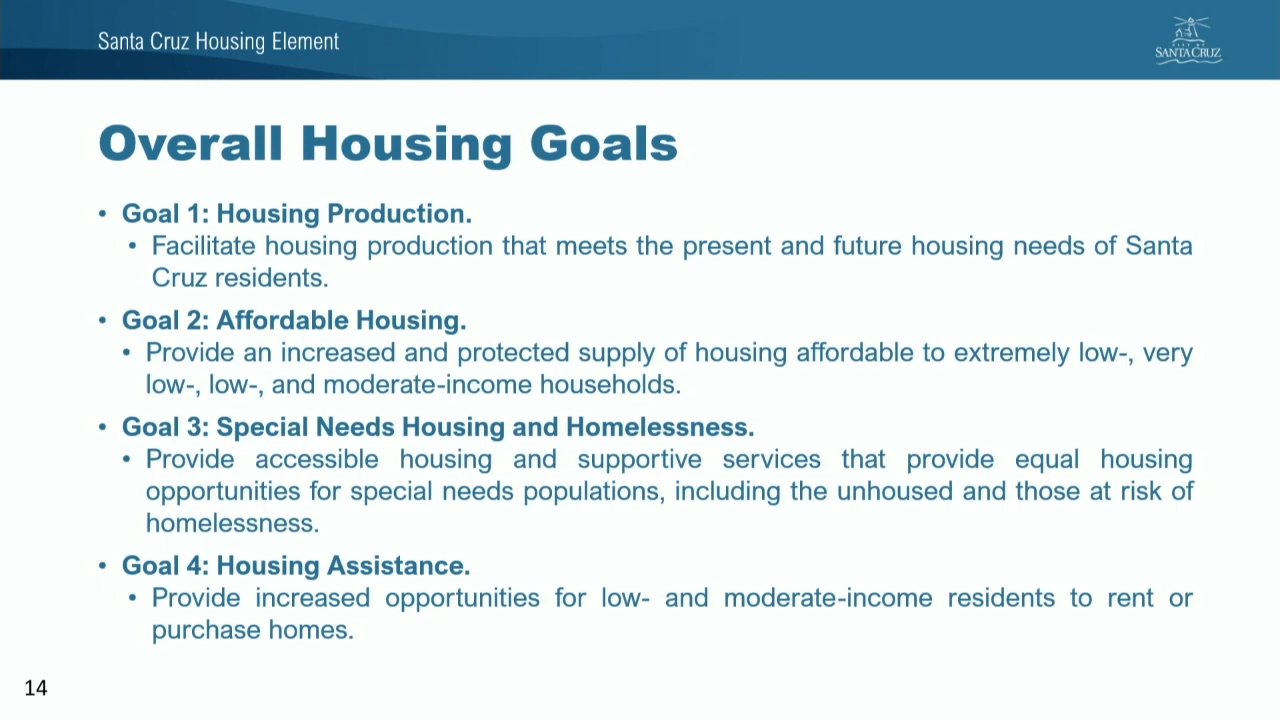 Santa Cruz Housing Element
CITY OF
SANTA CRUZ
Overall Housing Goals
• Goal 1: Housing Production.
• Facilitate housing production that meets the present and future housing needs of Santa
Cruz residents.
• Goal 2: Affordable Housing.
• Provide an increased and protected supply of housing affordable to extremely low-, very
low-, low-, and moderate-income households.
• Goal 3: Special Needs Housing and Homelessness.
• Provide accessible housing and supportive services that provide equal housing
opportunities for special needs populations, including the unhoused and those at risk of
homelessness.
• Goal 4: Housing Assistance.
• Provide increased opportunities for low- and moderate-income residents to rent or
purchase homes.
14